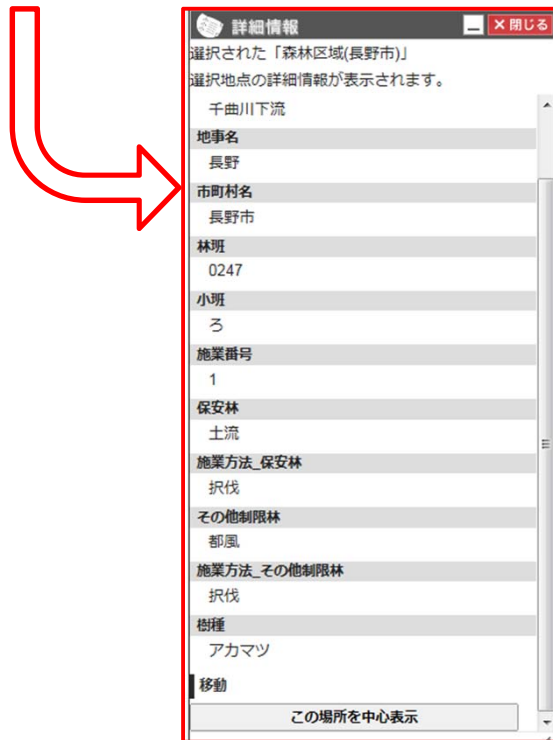 詳細情報
×閉じる
選択された「森林区域(長野市)」
選択地点の詳細情報が表示されます。
千曲川下流
地事名
長野
市町村名
長野市
林班
0247
小班
ろ
施業番号
1
保安林
土流
施業方法_保安林
択伐
その他制限林
都風
施業方法_その他制限林
択伐
樹種
アカマツ
移動
この場所を中心表示